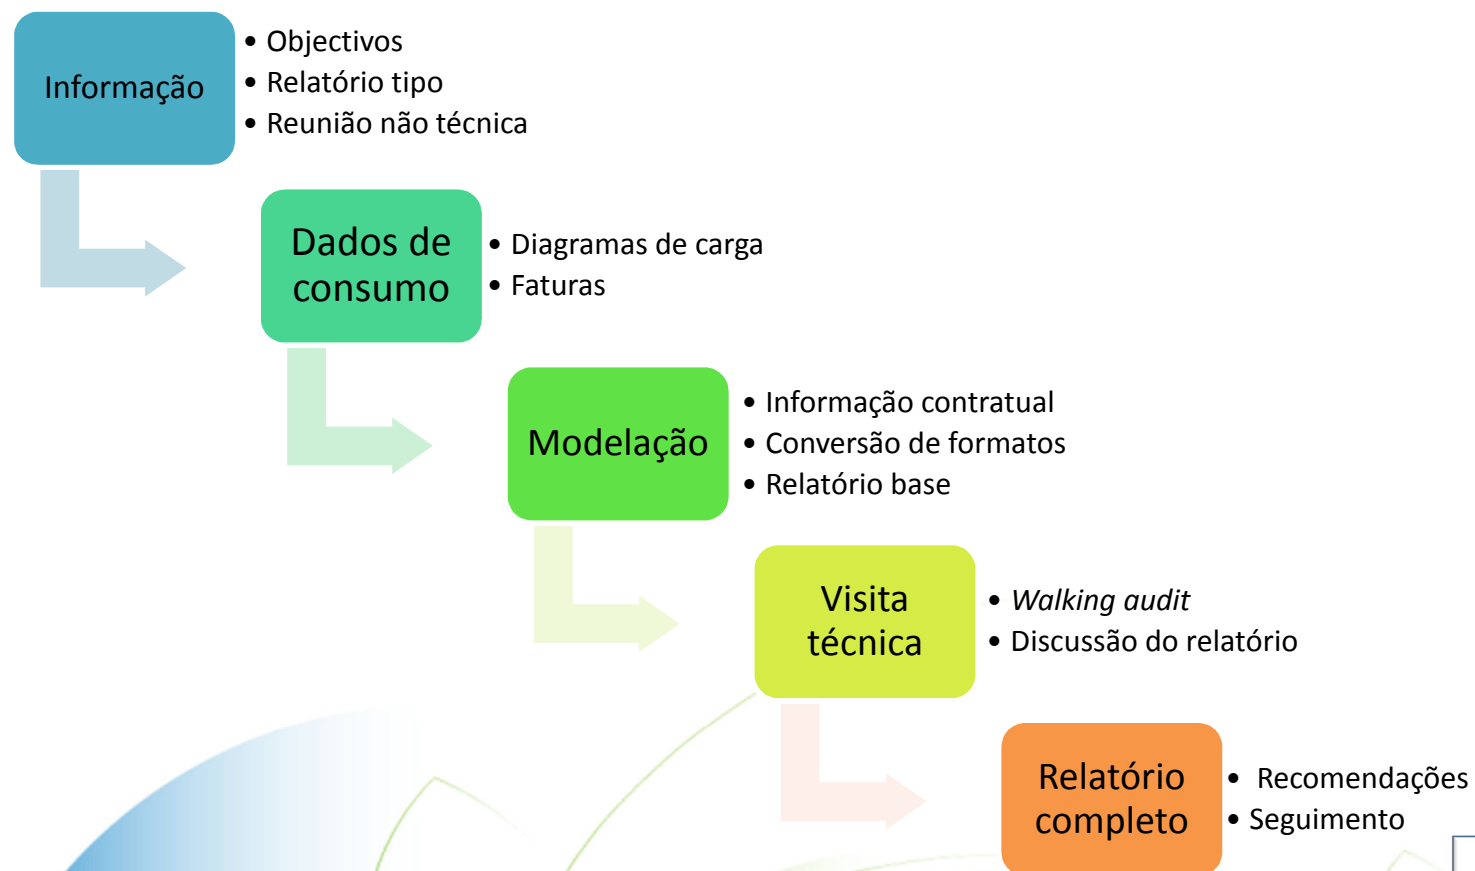 Informação
• Objectivos
• Relatório tipo
• Reunião não técnica
Dados de
consumo
• Diagramas de carga
• Faturas
Modelação
• Informação contratual
• Conversão de formatos
• Relatório base
Visita
técnica
• Walking audit
• Discussão do relatório
Relatório
completo
• Recomendações
• Seguimento